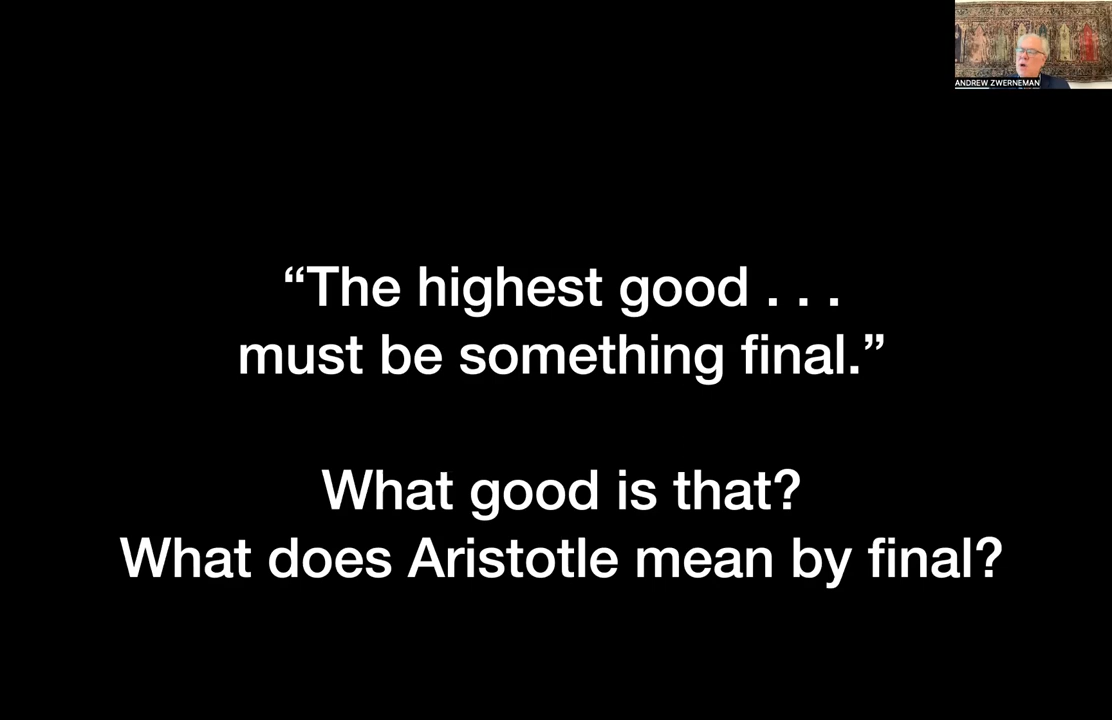 ANDREW ZWERNEMAN
“The highest good . . .
must be something final.”
What good is that?
What does Aristotle mean by final?